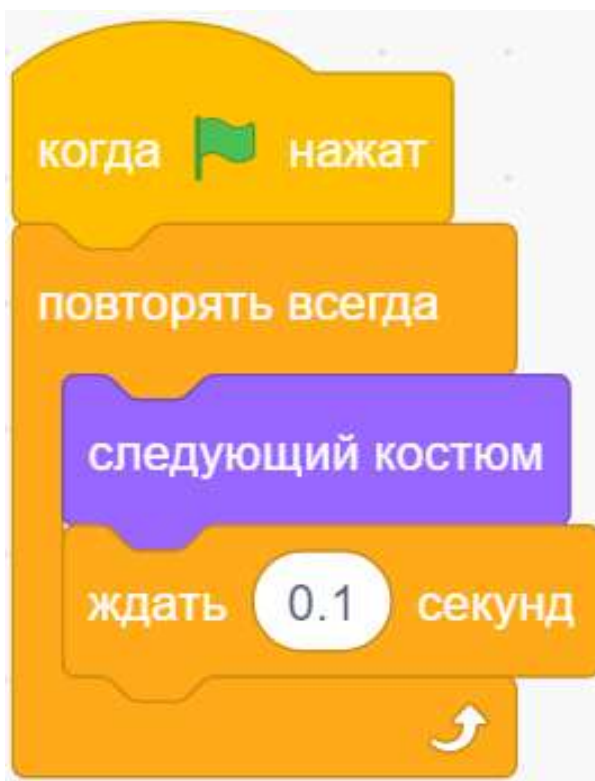 когда нажат
повторять всегда
следующий костюм
ждать 0.1 секунд